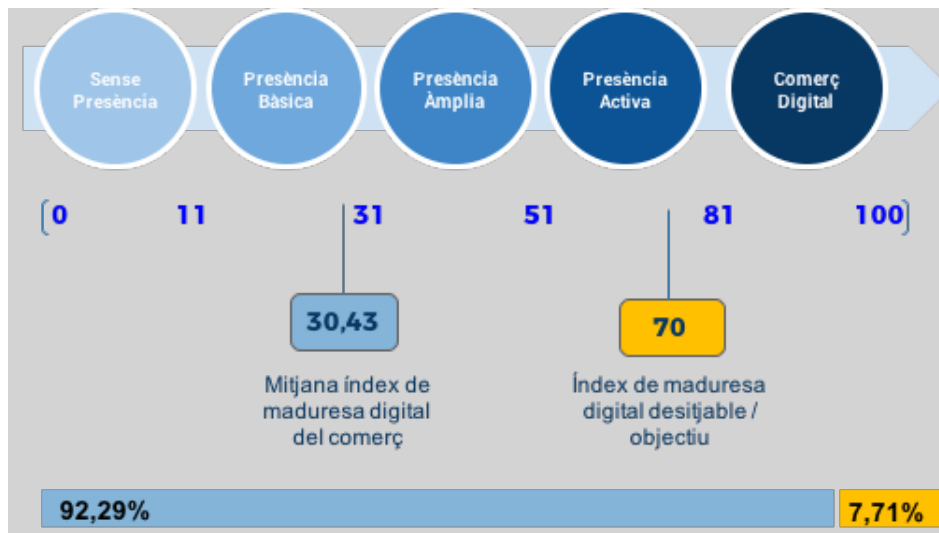 Sense
Presència
Presència
Bàsica
Presència
Àmplia
Presència
Activa
Comerç
Digital
[0 11 31 51 81 100]
30,43
70
Mitjana índex de
maduresa digital
del comerç
Índex de maduresa
digital desitjable /
objectiu
92,29% 7,71%